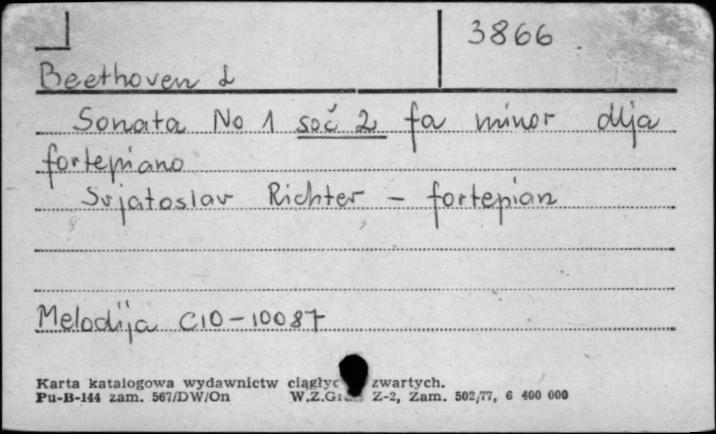 3866
Beethoven L
Sonata No 1 soč 2 fa minor dlja
fortepiano
Svjatoslav Richter – fortepian
Melodija C10-10087
Karta katalogowa wydawnictw zwartych.
Pu-B-144 zam. 567/DW/On W.Z.Graf. Z-2, Zam. 502/77, 6 400 000